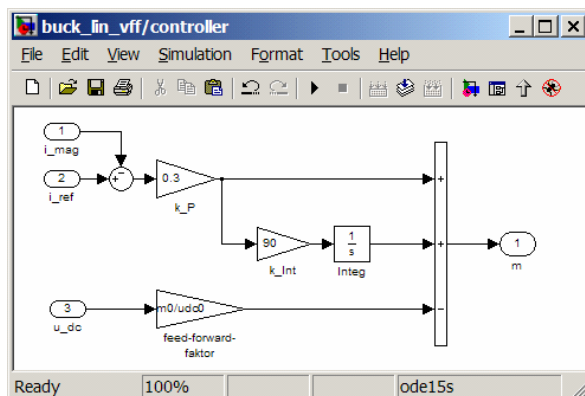 buck_lin_vff/controller
File Edit View Simulation Format Tools Help
1
i_mag
2
i_ref
+
−
0.3
k_P
90
k_Int
1
s
Integ
+
+
−
1
m
3
u_dc
m0/udc0
feed-forward-
faktor
Ready 100% ode15s